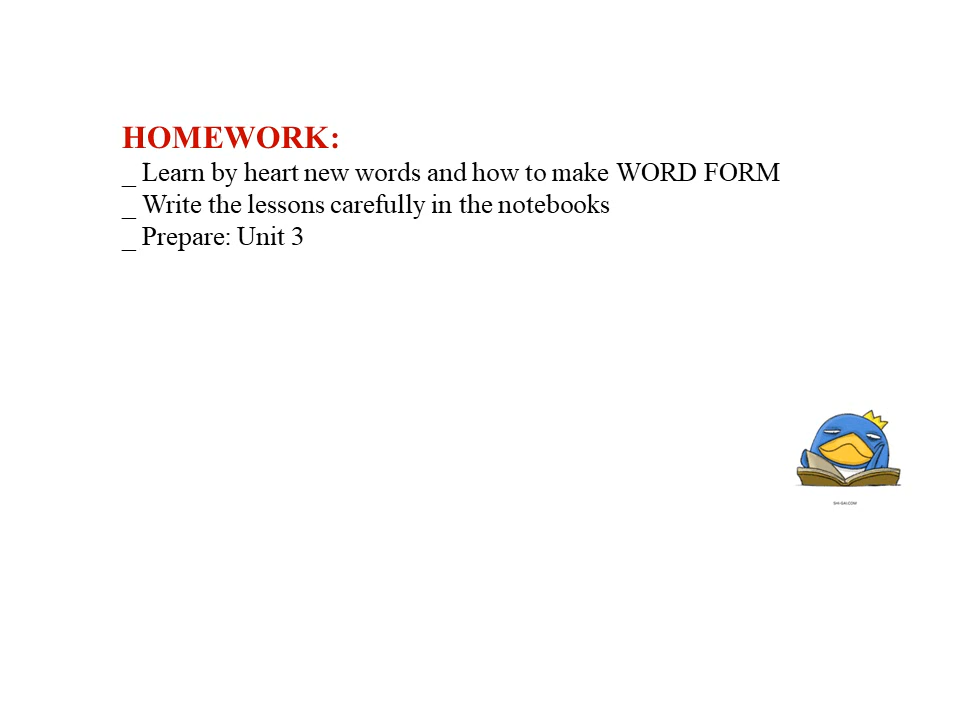 HOMEWORK:
_ Learn by heart new words and how to make WORD FORM
_ Write the lessons carefully in the notebooks
_ Prepare: Unit 3